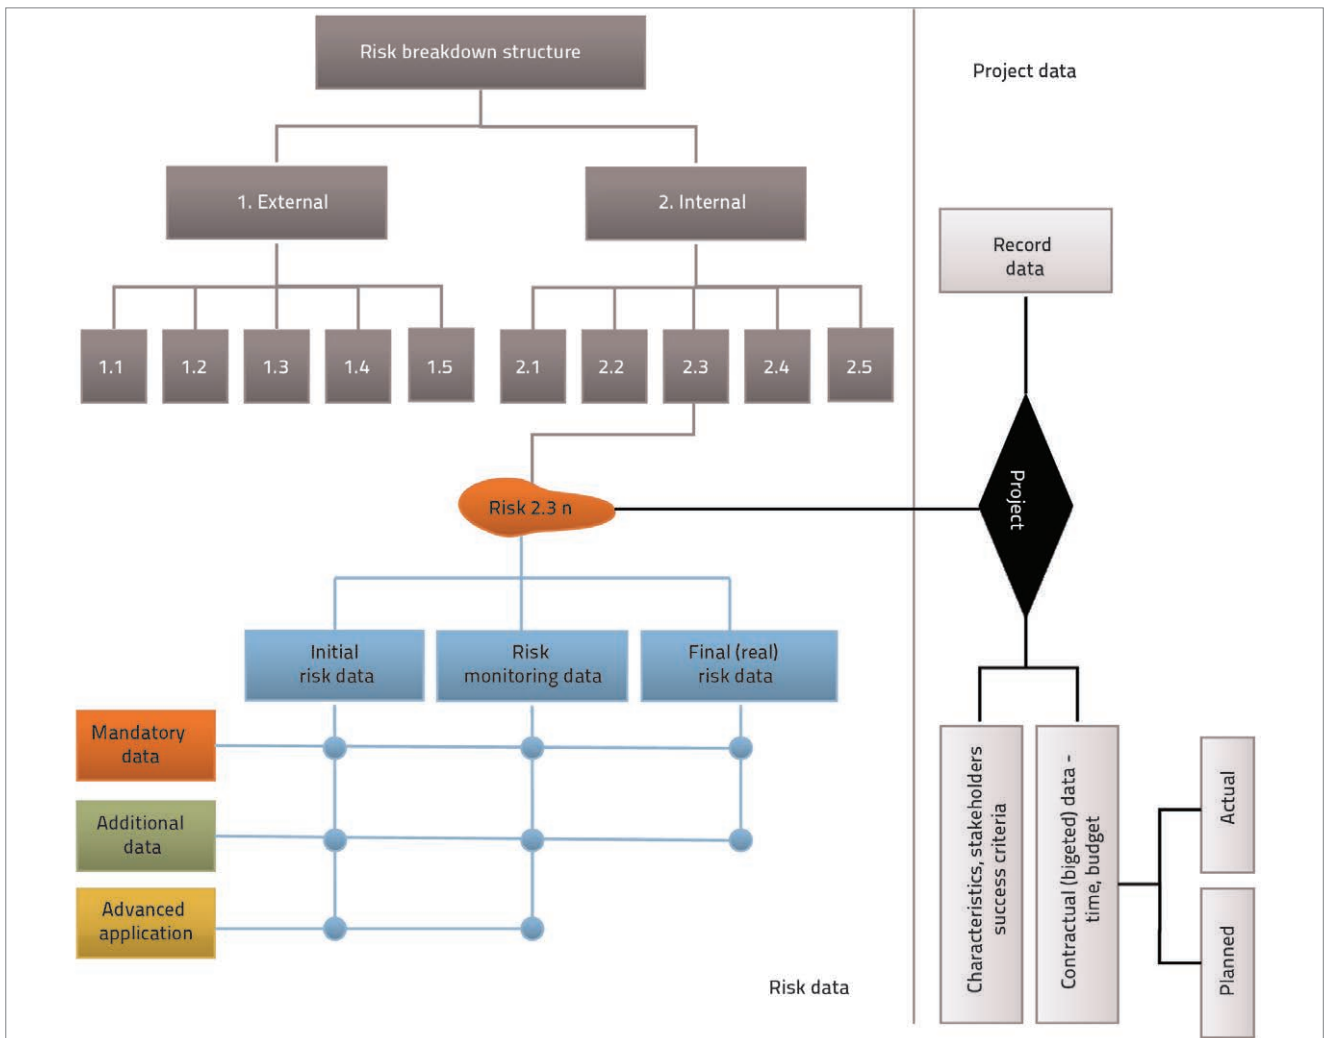 Risk breakdown structure
Project data
1. External
2. Internal
Record
data
1.1
1.2
1.3
1.4
1.5
2.1
2.2
2.3
2.4
2.5
Risk 2.3 n
Project
Initial
risk data
Risk
monitoring data
Final (real)
risk data
Mandatory
data
Additional
data
Advanced
application
Characteristics, stakeholders
success criteria
Contractual (bigeted) data -
time, budget
Actual
Planned
Risk data